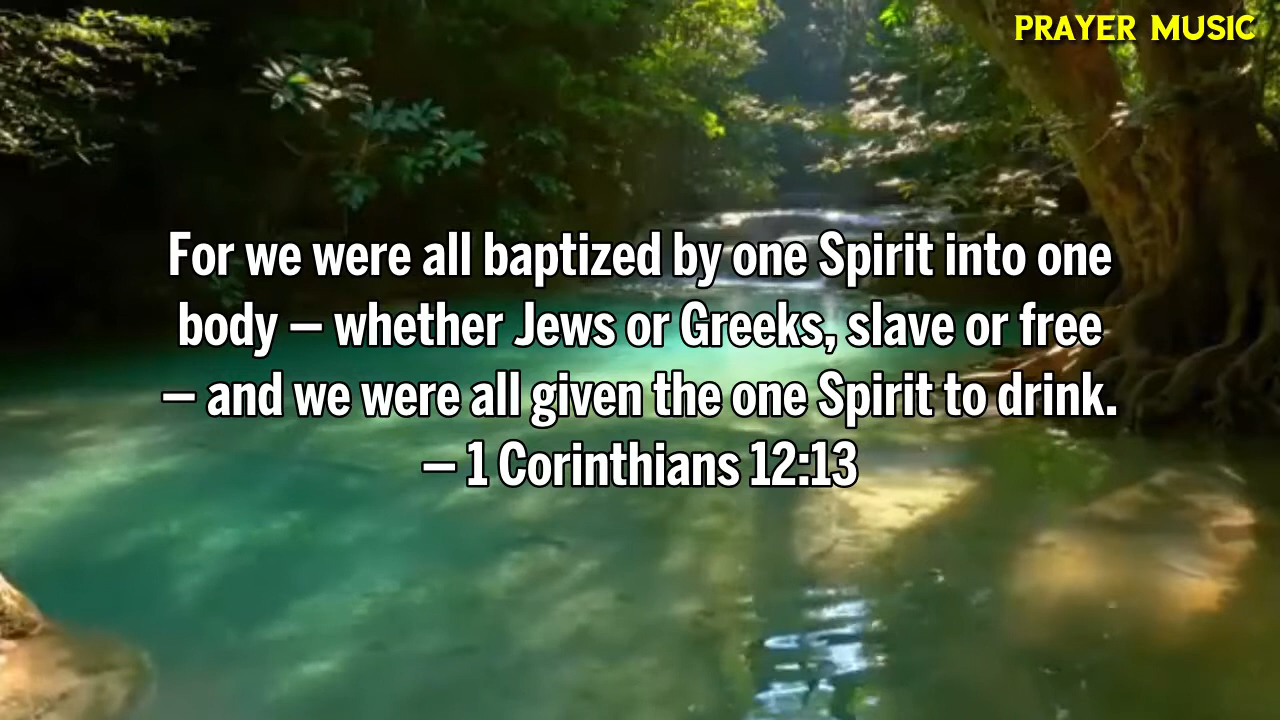 PRAYER MUSIC
For we were all baptized by one Spirit into one
body – whether Jews or Greeks, slave or free
– and we were all given the one Spirit to drink.
– 1 Corinthians 12:13